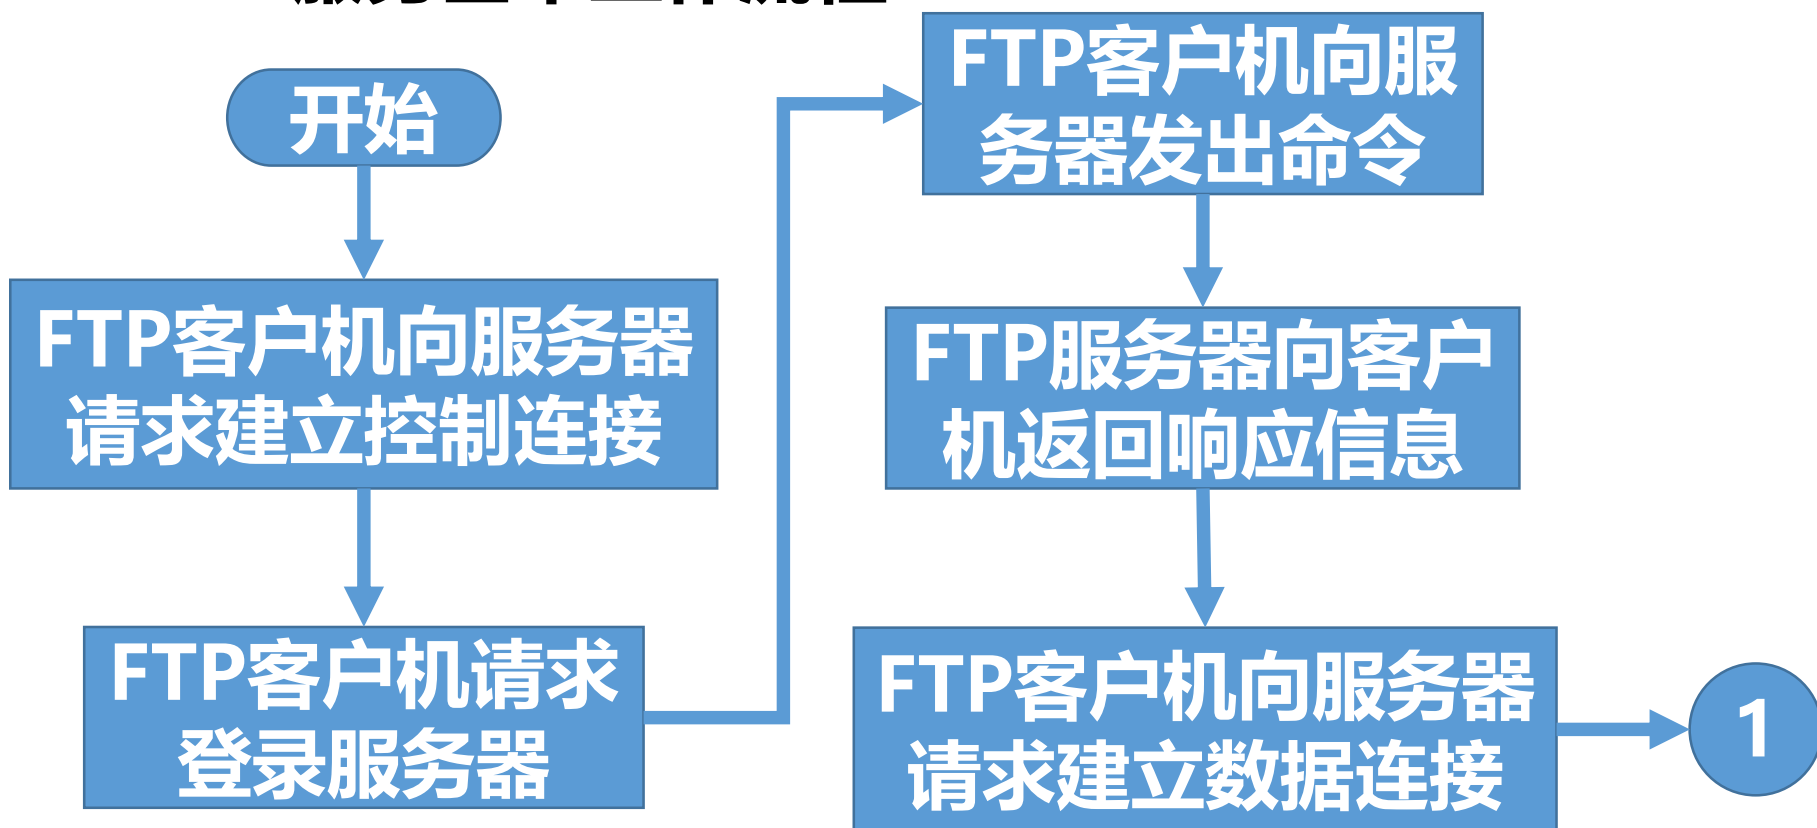 开始
FTP客户机向服务器
请求建立控制连接
FTP客户机请求
登录服务器
FTP客户机向服
务器发出命令
FTP服务器向客户
机返回响应信息
FTP客户机向服务器
请求建立数据连接
1